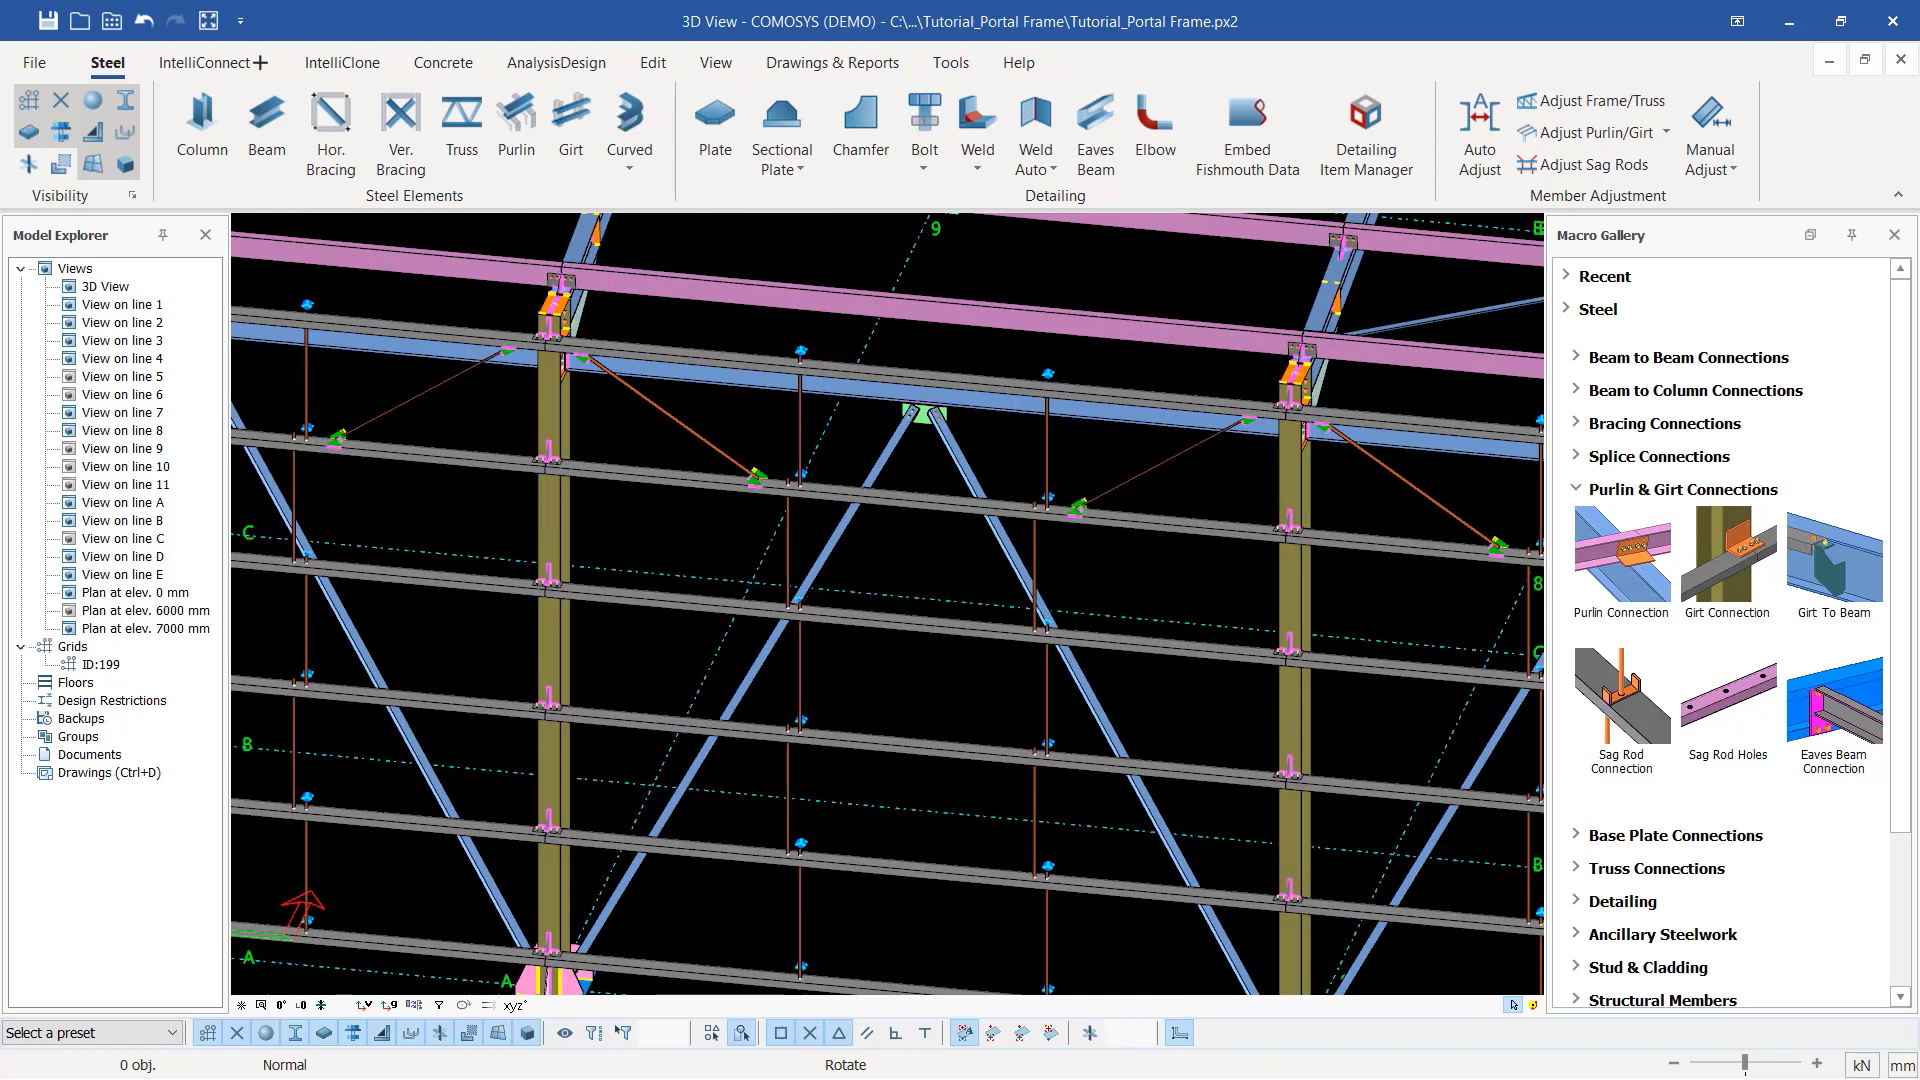 3D View - COMOSYS (DEMO) - C:\...\Tutorial_Portal Frame\Tutorial_Portal Frame.px2
File
Steel
IntelliConnect+
IntelliClone
Concrete
AnalysisDesign
Edit
View
Drawings & Reports
Tools
Help
Column
Beam
Hor.
Bracing
Ver.
Bracing
Truss
Purlin
Girt
Curved
Plate
Sectional
Plate
Chamfer
Bolt
Weld
Weld
Auto
Eaves
Beam
Elbow
Embed
Fishmouth Data
Detailing
Item Manager
Auto
Adjust
Adjust Frame/Truss
Adjust Purlin/Girt
Adjust Sag Rods
Manual
Adjust
Visibility
Steel Elements
Detailing
Member Adjustment
Model Explorer
Views
3D View
View on line 1
View on line 2
View on line 3
View on line 4
View on line 5
View on line 6
View on line 7
View on line 8
View on line 9
View on line 10
View on line 11
View on line A
View on line B
View on line C
View on line D
View on line E
Plan at elev. 0 mm
Plan at elev. 6000 mm
Plan at elev. 7000 mm
Grids
ID:199
Floors
Design Restrictions
Backups
Groups
Documents
Drawings (Ctrl+D)
9
C
8
B
B
A
A
Macro Gallery
Recent
Steel
Beam to Beam Connections
Beam to Column Connections
Bracing Connections
Splice Connections
Purlin & Girt Connections
Purlin Connection
Girt Connection
Girt To Beam
Sag Rod
Connection
Sag Rod Holes
Eaves Beam
Connection
Base Plate Connections
Truss Connections
Detailing
Ancillary Steelwork
Stud & Cladding
Structural Members
xyz
Select a preset
0 obj.
Normal
Rotate
kN
mm